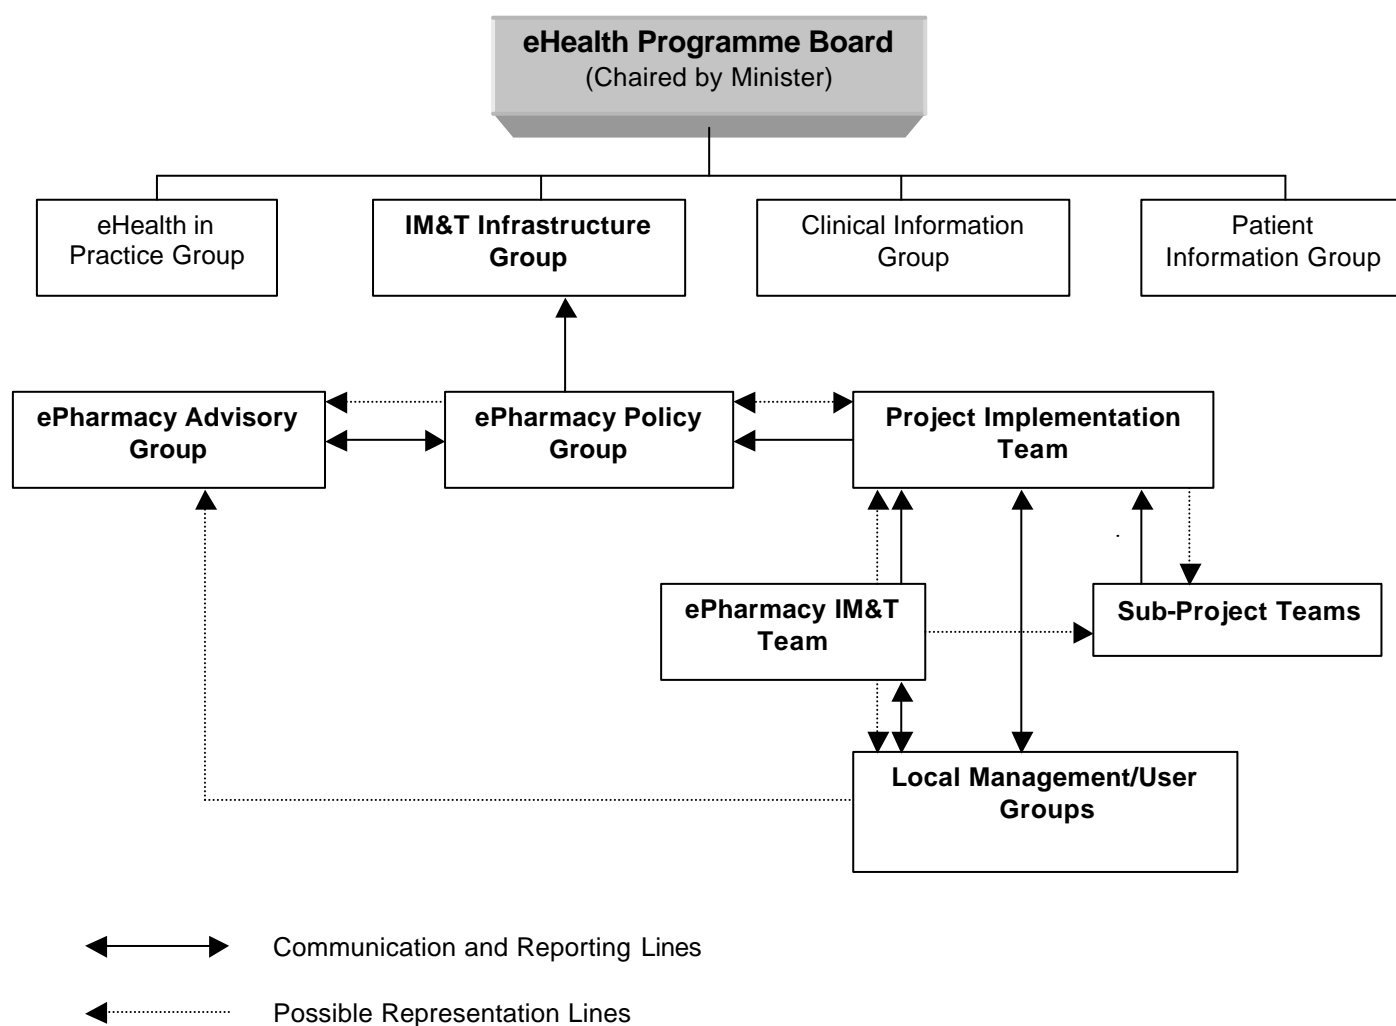 eHealth Programme Board
(Chaired by Minister)
eHealth in
Practice Group
IM&T Infrastructure
Group
Clinical Information
Group
Patient
Information Group
ePharmacy Advisory
Group
ePharmacy Policy
Group
Project Implementation
Team
ePharmacy IM&T
Team
Sub-Project Teams
Local Management/User
Groups
Communication and Reporting Lines
Possible Representation Lines